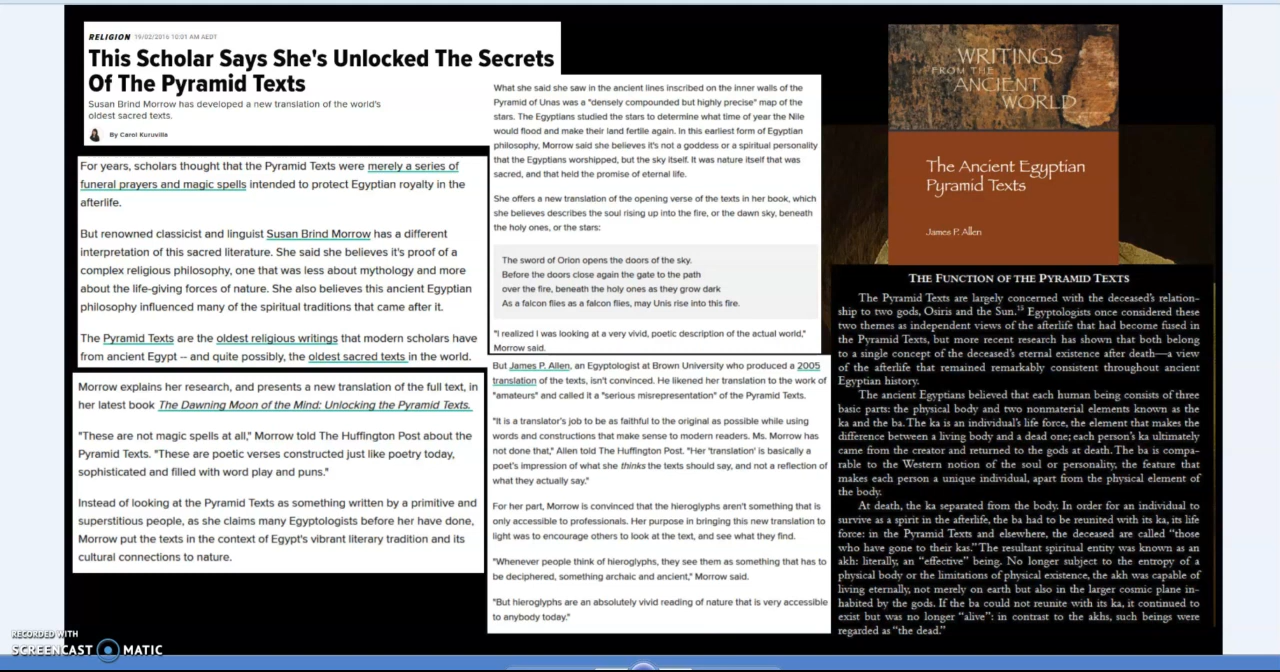 RELIGION 19/02/2016 10:01 AM AEDT
This Scholar Says She's Unlocked The Secrets
Of The Pyramid Texts
Susan Brind Morrow has developed a new translation of the world's
oldest sacred texts.
By Carol Kuruvilla
For years, scholars thought that the Pyramid Texts were merely a series of
funeral prayers and magic spells intended to protect Egyptian royalty in the
afterlife.
But renowned classicist and linguist Susan Brind Morrow has a different
interpretation of this sacred literature. She said she believes it's proof of a
complex religious philosophy, one that was less about mythology and more
about the life-giving forces of nature. She also believes this ancient Egyptian
philosophy influenced many of the spiritual traditions that came after it.
The Pyramid Texts are the oldest religious writings that modern scholars have
from ancient Egypt -- and quite possibly, the oldest sacred texts in the world.
Morrow explains her research, and presents a new translation of the full text, in
her latest book The Dawning Moon of the Mind: Unlocking the Pyramid Texts.
"These are not magic spells at all," Morrow told The Huffington Post about the
Pyramid Texts. "These are poetic verses constructed just like poetry today,
sophisticated and filled with word play and puns."
Instead of looking at the Pyramid Texts as something written by a primitive and
superstitious people, as she claims many Egyptologists before her have done,
Morrow put the texts in the context of Egypt's vibrant literary tradition and its
cultural connections to nature.
What she said she saw in the ancient lines inscribed on the inner walls of the
Pyramid of Unas was a "densely compounded but highly precise" map of the
stars. The Egyptians studied the stars to determine what time of year the Nile
would flood and make their land fertile again. In this earliest form of Egyptian
philosophy, Morrow said she believes it's not a goddess or a spiritual personality
that the Egyptians worshipped, but the sky itself. It was nature itself that was
sacred, and that held the promise of eternal life.
She offers a new translation of the opening verse of the texts in her book, which
she believes describes the soul rising up into the fire, or the dawn sky, beneath
the holy ones, or the stars:
The sword of Orion opens the doors of the sky.
Before the doors close again the gate to the path
over the fire, beneath the holy ones as they grow dark
As a falcon flies as a falcon flies, may Unis rise into this fire.
"I realized I was looking at a very vivid, poetic description of the actual world,"
Morrow said.
But James P. Allen, an Egyptologist at Brown University who produced a 2005
translation of the texts, isn't convinced. He likened her translation to the work of
"amateurs" and called it a "serious misrepresentation" of the Pyramid Texts.
"It is a translator's job to be as faithful to the original as possible while using
words and constructions that make sense to modern readers. Ms. Morrow has
not done that," Allen told The Huffington Post. "Her 'translation' is basically a
poet's impression of what she thinks the texts should say, and not a reflection of
what they actually say."
For her part, Morrow is convinced that the hieroglyphs aren't something that is
only accessible to professionals. Her purpose in bringing this new translation to
light was to encourage others to look at the text, and see what they find.
"Whenever people think of hieroglyphs, they see them as something that has to
be deciphered, something archaic and ancient," Morrow said.
"But hieroglyphs are an absolutely vivid reading of nature that is very accessible
to anybody today."
WRITINGS
FROM THE
ANCIENT
WORLD
The Ancient Egyptian
Pyramid Texts
James P. Allen
THE FUNCTION OF THE PYRAMID TEXTS
The Pyramid Texts are largely concerned with the deceased's relation-
ship to two gods, Osiris and the Sun.15 Egyptologists once considered these
two themes as independent views of the afterlife that had become fused in
the Pyramid Texts, but more recent research has shown that both belong
to a single concept of the deceased's eternal existence after death—a view
of the afterlife that remained remarkably consistent throughout ancient
Egyptian history.
The ancient Egyptians believed that each human being consists of three
basic parts: the physical body and two nonmaterial elements known as the
ka and the ba. The ka is an individual's life force, the element that makes the
difference between a living body and a dead one; each person's ka ultimately
came from the creator and returned to the gods at death. The ba is compa-
rable to the Western notion of the soul or personality, the feature that
makes each person a unique individual, apart from the physical element of
the body.
At death, the ka separated from the body. In order for an individual to
survive as a spirit in the afterlife, the ba had to be reunited with its ka, its life
force: in the Pyramid Texts and elsewhere, the deceased are called "those
who have gone to their kas." The resultant spiritual entity was known as an
akh: literally, an "effective" being. No longer subject to the entropy of a
physical body or the limitations of physical existence, the akh was capable of
living eternally, not merely on earth but also in the larger cosmic plane in-
habited by the gods. If the ba could not reunite with its ka, it continued to
exist but was no longer "alive": in contrast to the akhs, such beings were
regarded as "the dead."
RECORDED WITH
SCREENCAST MATIC